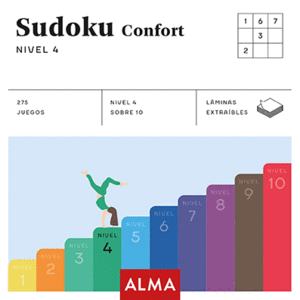 Sudoku Confort
NIVEL 4
1 6 7
3
2
275
JUEGOS
NIVEL 4
SOBRE 10
LÁMINAS
EXTRAÍBLES
NIVEL
1
NIVEL
2
NIVEL
3
NIVEL
4
NIVEL
5
NIVEL
6
NIVEL
7
NIVEL
8
NIVEL
9
NIVEL
10
ALMA